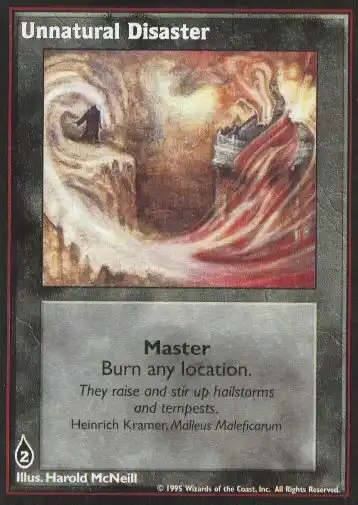 Unnatural Disaster
Master
Burn any location.
They raise and stir up hailstorms
and tempests.
Heinrich Kramer, Malleus Maleficarum
2
Illus. Harold McNeill
© 1995 Wizards of the Coast, Inc. All Rights Reserved.